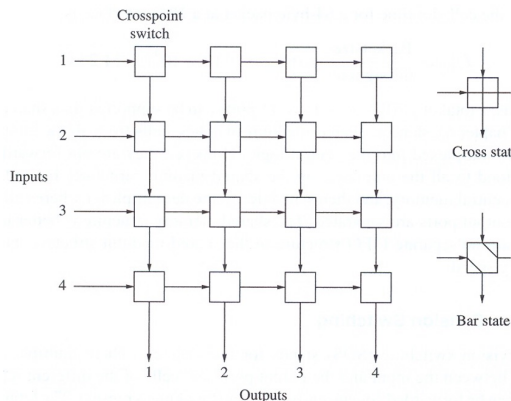 Crosspoint
switch
1
2
Inputs
3
4
1 2 3 4
Outputs
Cross stat
Bar state